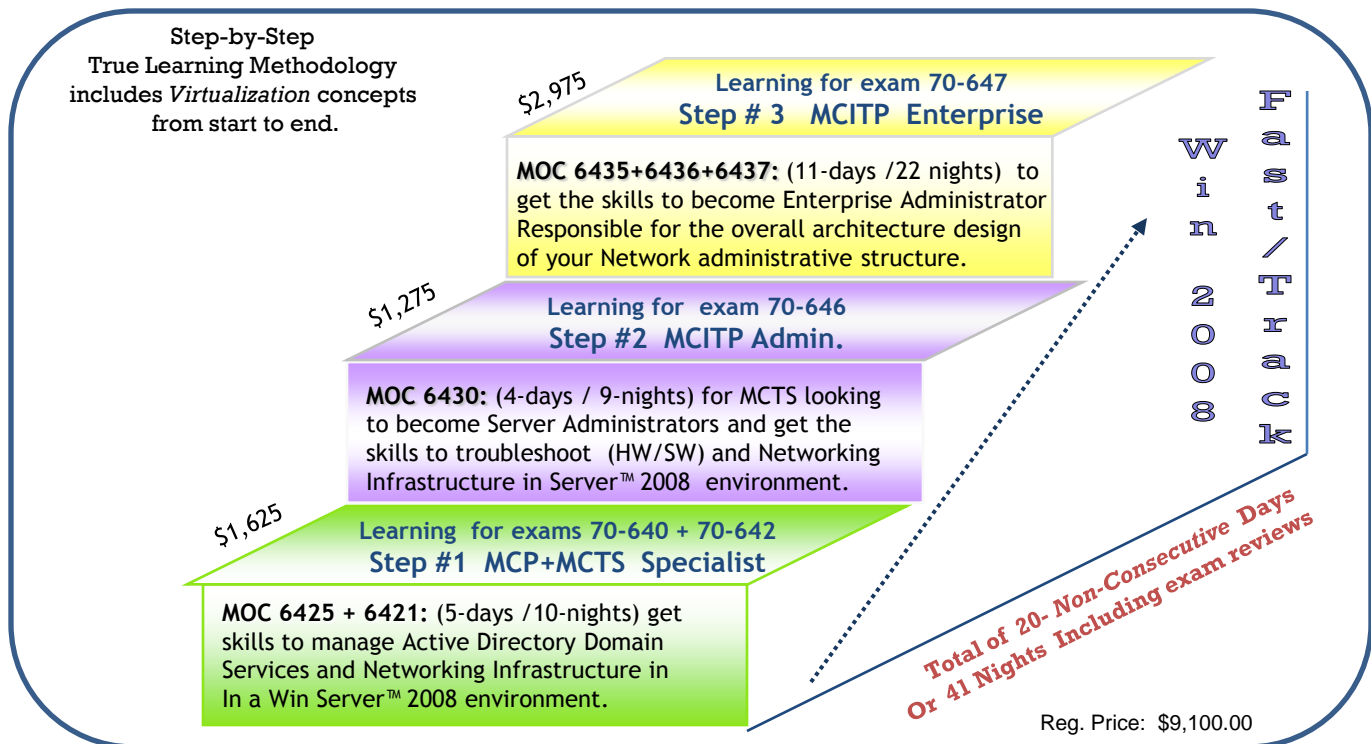 Step-by-Step
True Learning Methodology
includes Virtualization concepts
from start to end.
$2,975
Learning for exam 70-647
Step # 3 MCITP Enterprise
MOC 6435+6436+6437: (11-days /22 nights) to
get the skills to become Enterprise Administrator
Responsible for the overall architecture design
of your Network administrative structure.
$1,275
Learning for exam 70-646
Step #2 MCITP Admin.
MOC 6430: (4-days / 9-nights) for MCTS looking
to become Server Administrators and get the
skills to troubleshoot (HW/SW) and Networking
Infrastructure in Server™ 2008 environment.
$1,625
Learning for exams 70-640 + 70-642
Step #1 MCP+MCTS Specialist
MOC 6425 + 6421: (5-days /10-nights) get
skills to manage Active Directory Domain
Services and Networking Infrastructure in
In a Win Server™ 2008 environment.
Win 2008
Fast/Track
Total of 20- Non-Consecutive Days
Or 41 Nights Including exam reviews
Reg. Price: $9,100.00